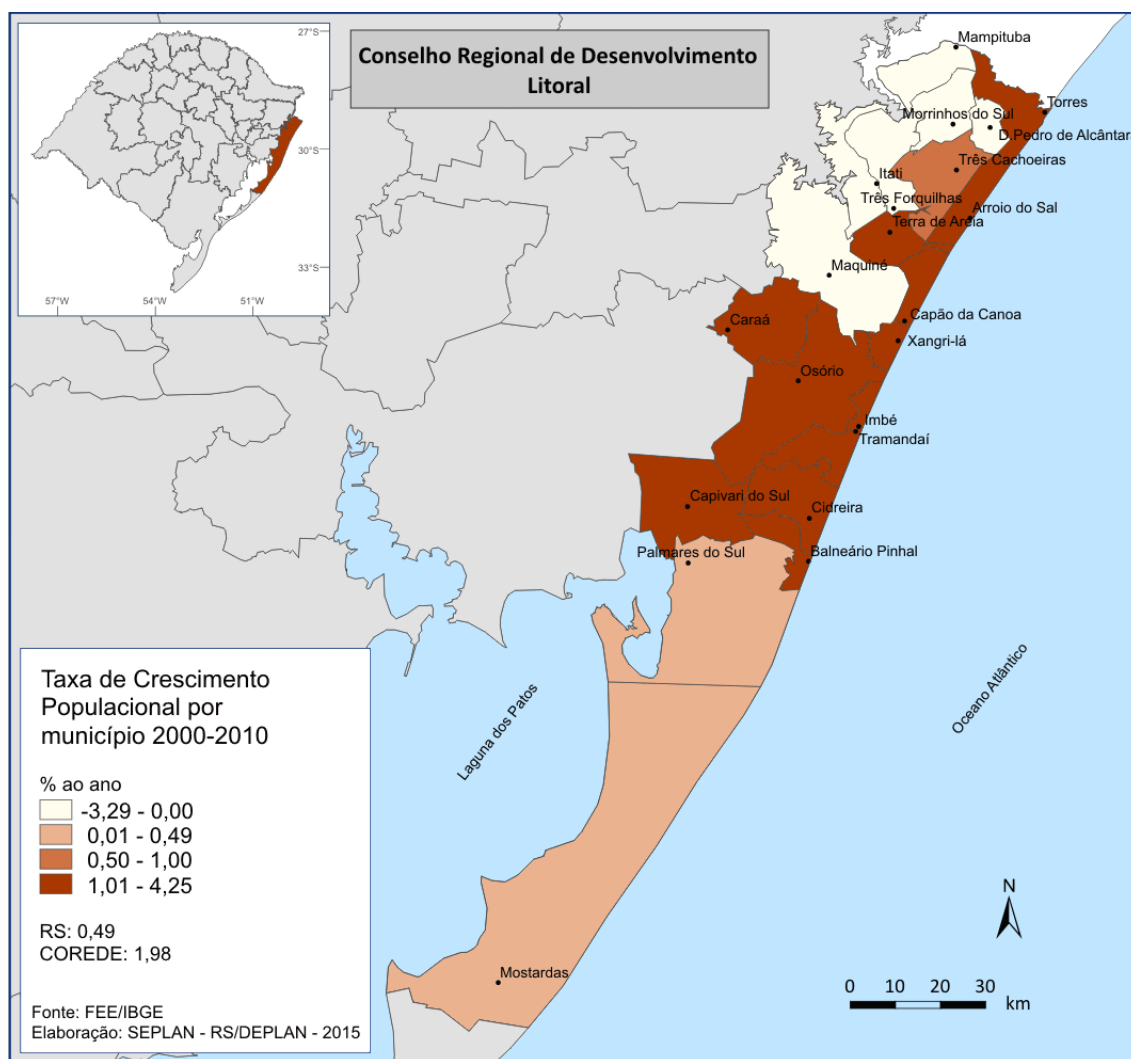 Conselho Regional de Desenvolvimento
Litoral
27°S
30°S
33°S
57°W
54°W
51°W
Mampituba
Torres
Morrinhos do Sul
D.Pedro de Alcântar
Três Cachoeiras
Itati
Três Forquilhas
Arroio do Sal
Terra de Areia
Maquiné
Capão da Canoa
Caraá
Xangri-lá
Osório
Imbé
Tramandaí
Capivari do Sul
Cidreira
Palmares do Sul
Balneário Pinhal
Laguna dos Patos
Oceano Atlântico
Mostardas
Taxa de Crescimento
Populacional por
município 2000-2010
% ao ano
-3,29 - 0,00
0,01 - 0,49
0,50 - 1,00
1,01 - 4,25
RS: 0,49
COREDE: 1,98
Fonte: FEE/IBGE
Elaboração: SEPLAN - RS/DEPLAN - 2015
N
0 10 20 30
km